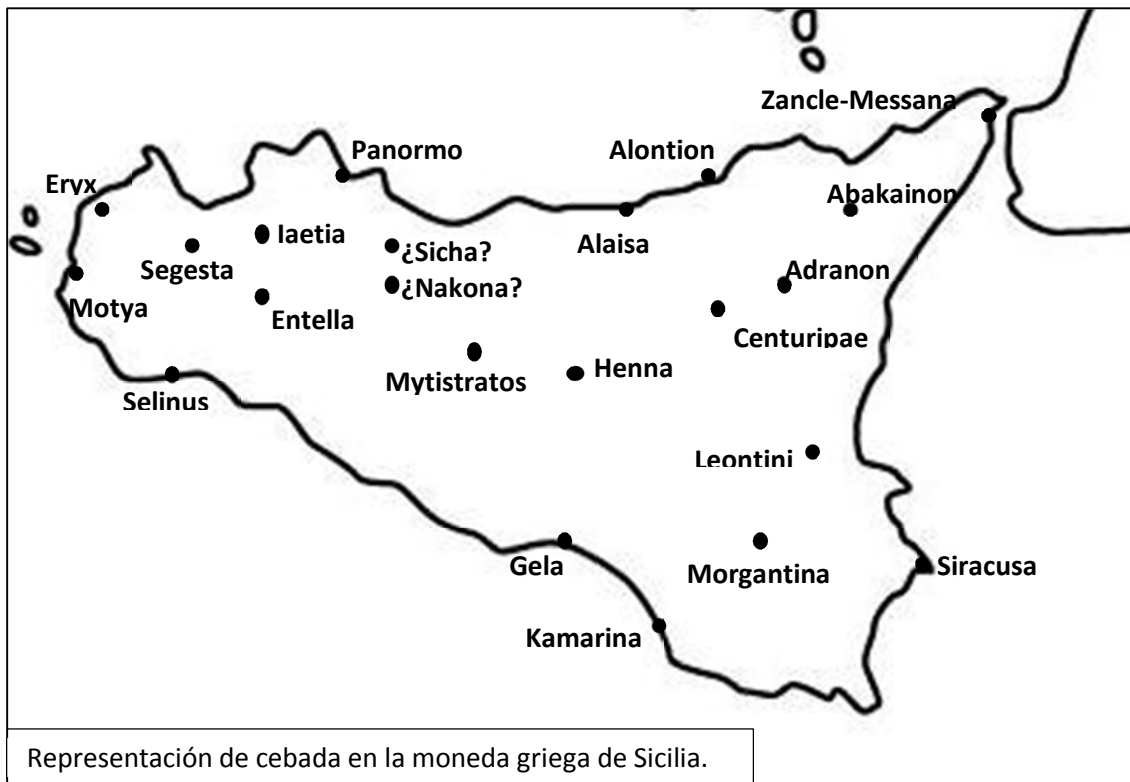 Zancle-Messana
Panormo
Alontion
Eryx
Abakainon
Iaetia
¿Sicha?
Alaisa
Segesta
Adranon
¿Nakona?
Motya
Entella
Centuripae
Henna
Mytistratos
Selinus
Leontini
Gela
Morgantina
Siracusa
Kamarina
Representación de cebada en la moneda griega de Sicilia.